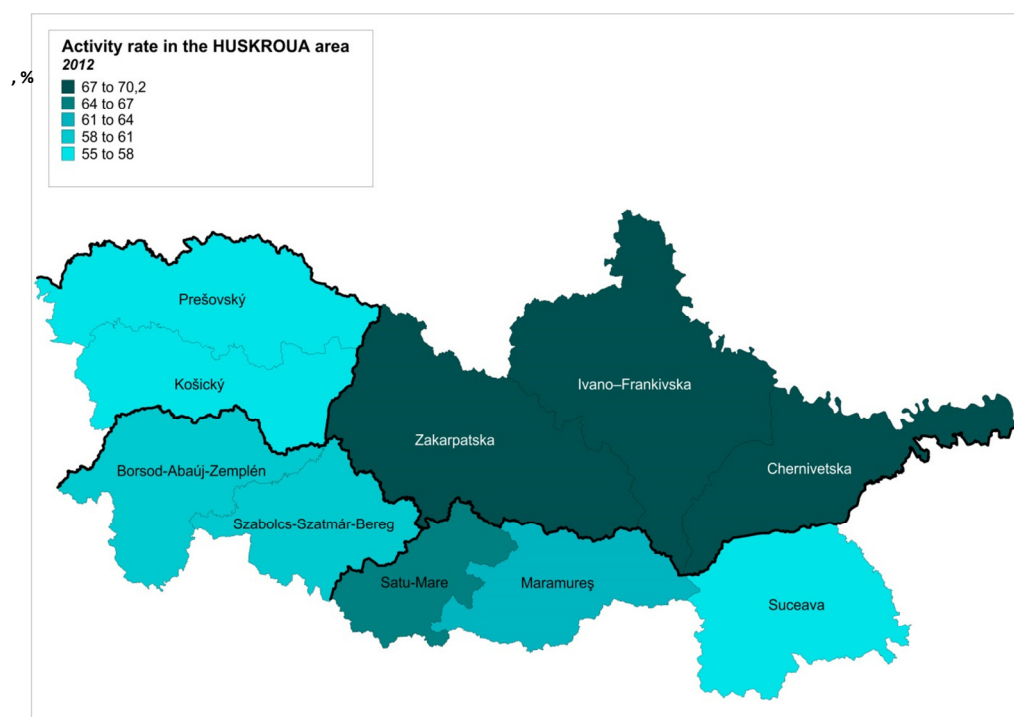 Activity rate in the HUSKROUA area
2012
, %
67 to 70,2
64 to 67
61 to 64
58 to 61
55 to 58
Prešovský
Košický
Ivano–Frankivska
Zakarpatska
Borsod-Abaúj-Zemplén
Chernivetska
Szabolcs-Szatmár-Bereg
Satu-Mare
Maramureş
Suceava